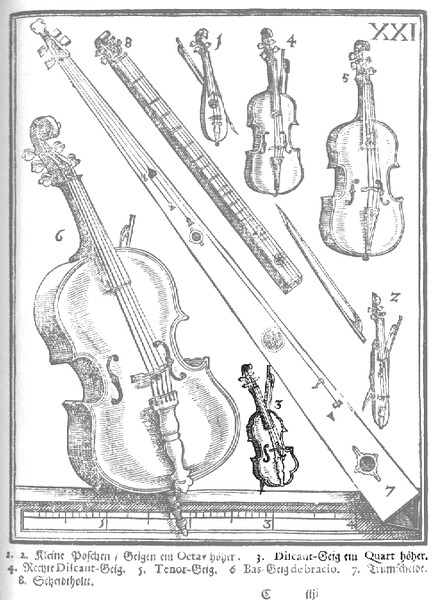 XXI
8
1
4
5
6
2
3
7
1 3 4
1. 2. Kleine Poschen / Geigen ein Octav höher. 3. Discant-Geig ein Quart höher.
4. Rechte Discant-Geig. 5. Tenor-Geig. 6 Bas-Geig de bracio. 7. Trumscheidt.
8. Scheidtholtt.
C iiij